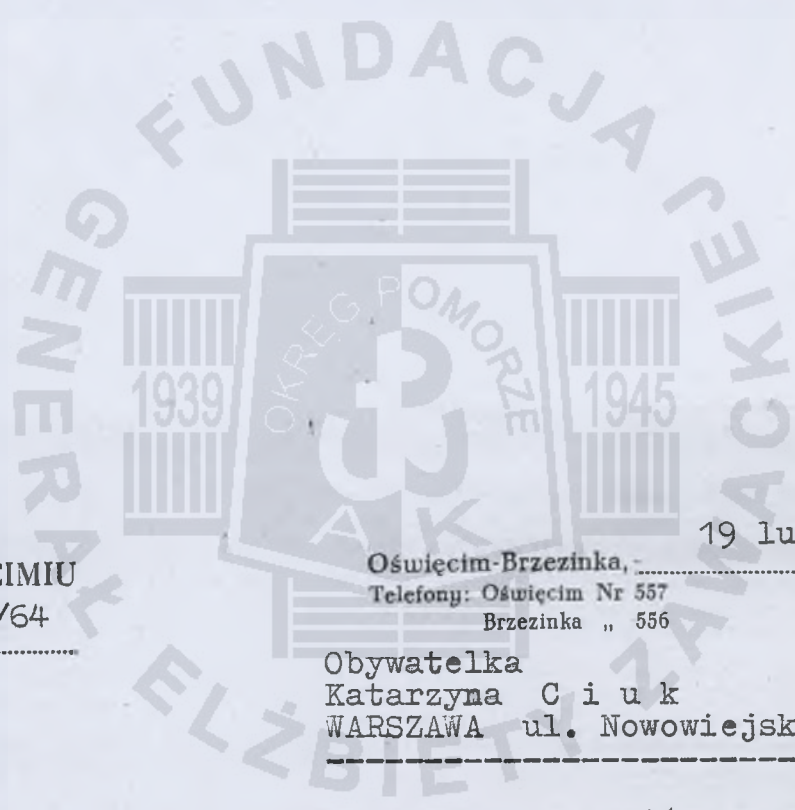 FUNDACJA GENERAŁ ELŻBIETY ZAWACKIEJ
OKRĘG POMORZE
1939
1945
AK
CIMIU
/64
19 lu
Oświęcim-Brzezinka,
Telefony: Oświęcim Nr 557
Brzezinka „ 556
Obywatelka
Katarzyna C i u k
WARSZAWA ul. Nowowiejsk